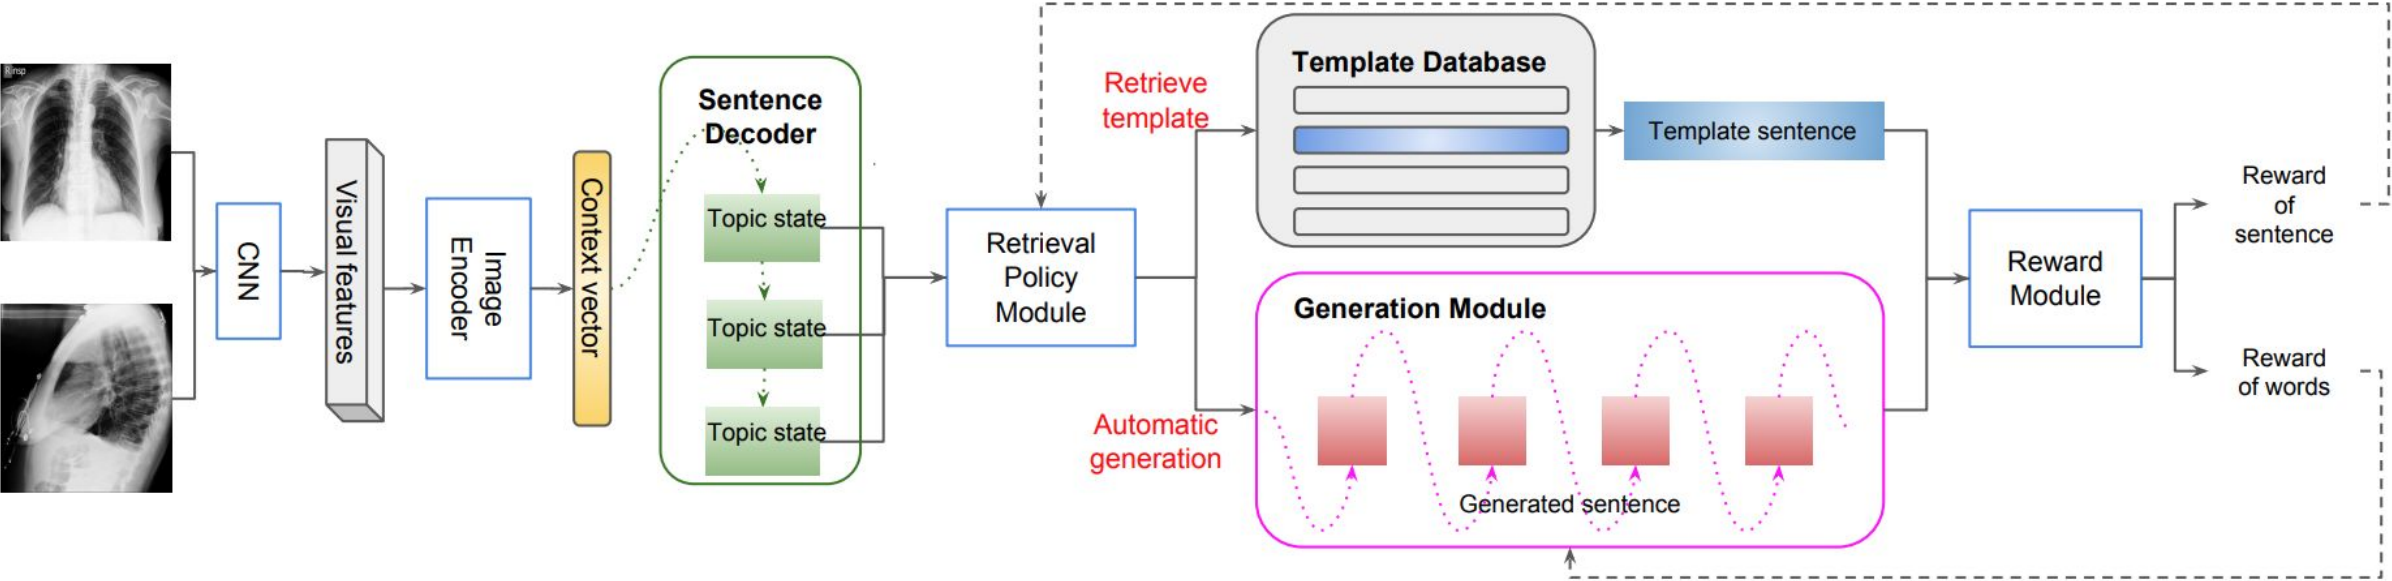 Rinsp
CNN
Visual features
Image
Encoder
Context vector
Sentence
Decoder
Topic state
Topic state
Topic state
Retrieval
Policy
Module
Retrieve
template
Automatic
generation
Template Database
Template sentence
Generation Module
Generated sentence
Reward
Module
Reward
of
sentence
Reward
of words